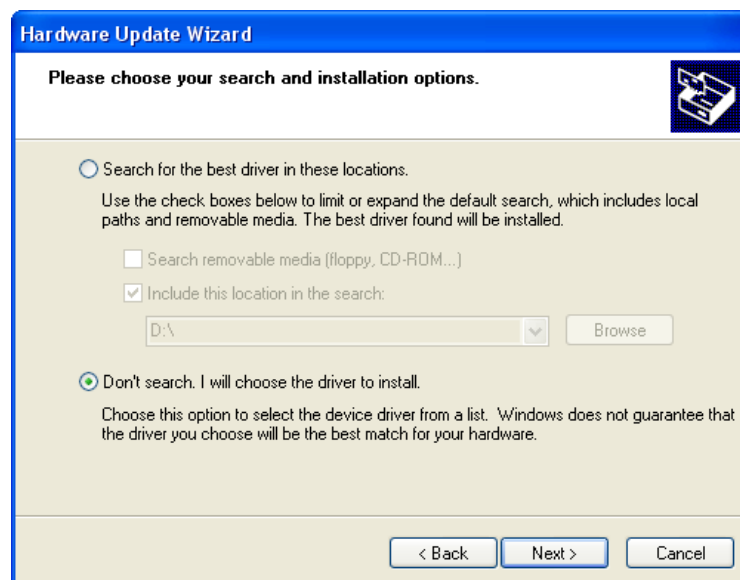 Hardware Update Wizard
Please choose your search and installation options.
Search for the best driver in these locations.
Use the check boxes below to limit or expand the default search, which includes local
paths and removable media. The best driver found will be installed.
Search removable media (floppy, CD-ROM...)
Include this location in the search:
D:\
Browse
Don't search. I will choose the driver to install.
Choose this option to select the device driver from a list. Windows does not guarantee that
the driver you choose will be the best match for your hardware.
< Back Next > Cancel